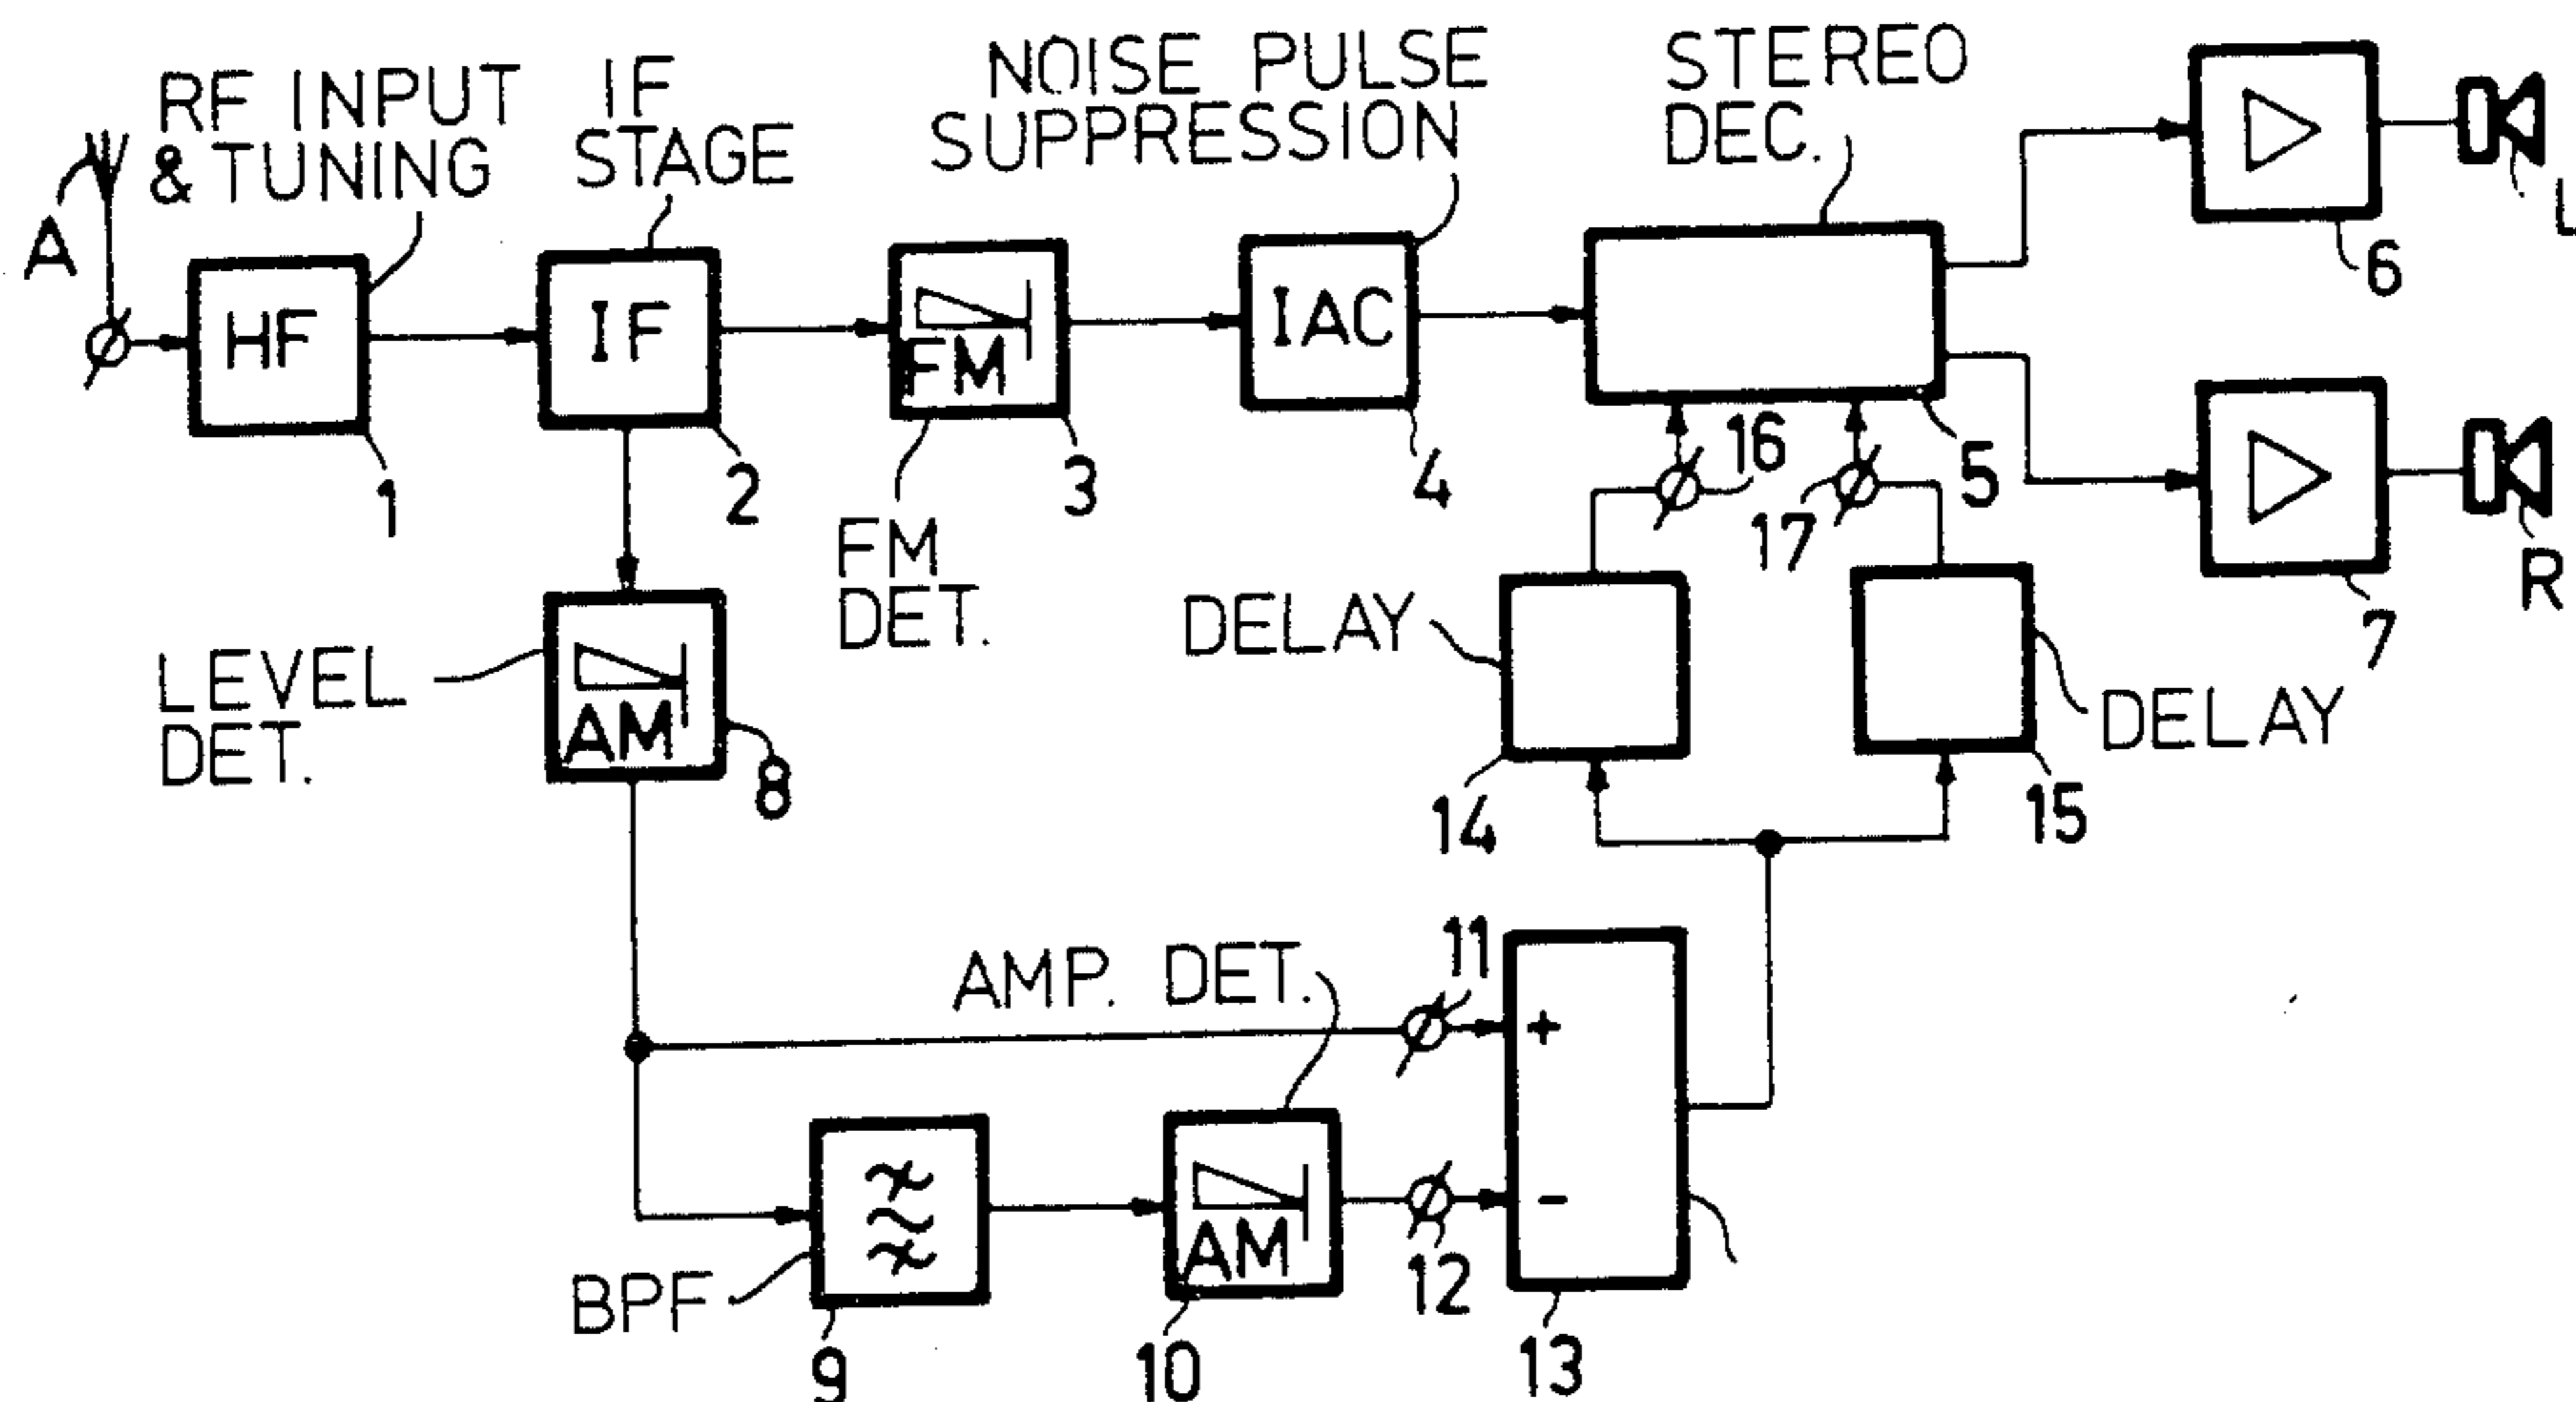 RF INPUT
& TUNING
IF
STAGE
NOISE PULSE
SUPPRESSION
STEREO
DEC.
A
HF
IF
FM
IAC
1
2
3
4
5
6
L
7
R
16
17
FM
DET.
LEVEL
DET.
AM
8
DELAY
DELAY
14
15
AMP. DET.
11
+
-
12
13
BPF
9
AM
10